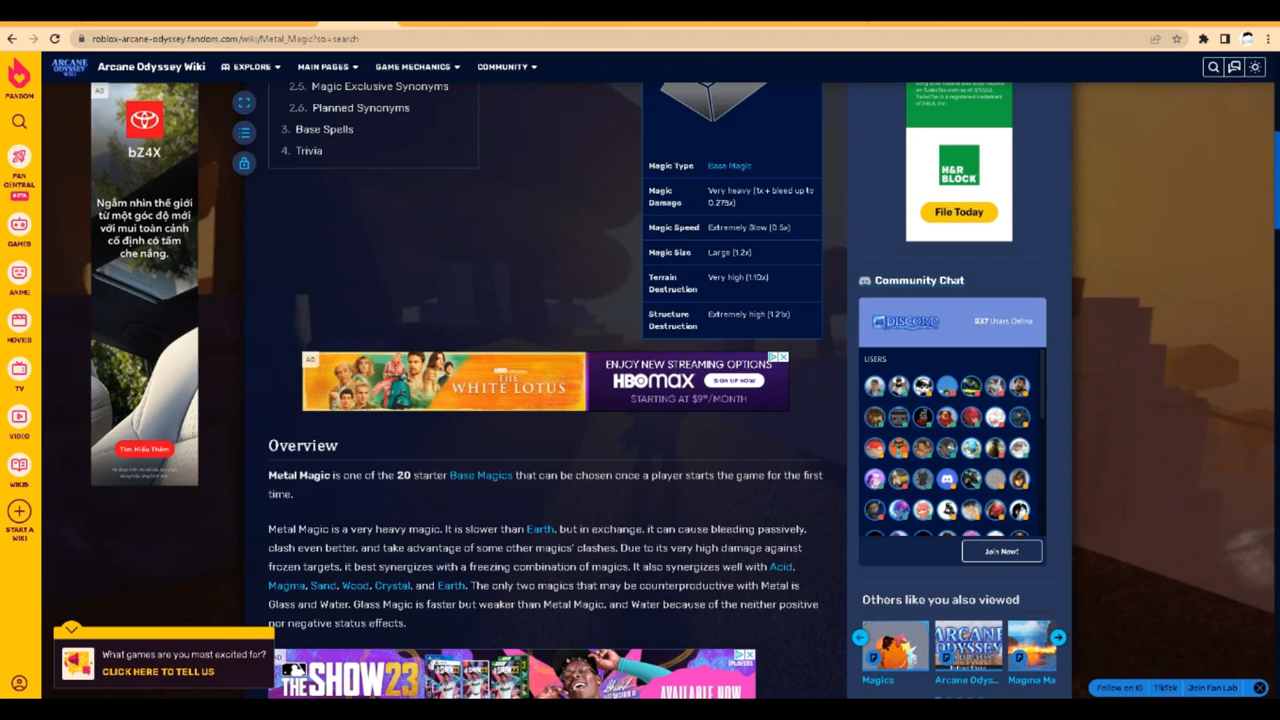 roblox-arcane-odyssey.fandom.com/wiki/Metal_Magic?so=search
ARCANE ODYSSEY WIKI
Arcane Odyssey Wiki
EXPLORE
MAIN PAGES
GAME MECHANICS
COMMUNITY
FANDOM
FAN CENTRAL
BETA
GAMES
ANIME
MOVIES
TV
VIDEO
WIKIS
START A WIKI
AD
bZ4X
Ngắm nhìn thế giới
từ một góc độ mới
với mui toàn cảnh
cố định có tấm
che nắng.
Tìm Hiểu Thêm
2.5. Magic Exclusive Synonyms
2.6. Planned Synonyms
3. Base Spells
4. Trivia
Magic Type Base Magic
Magic Damage Very heavy (1x + bleed up to 0.275x)
Magic Speed Extremely Slow (0.5x)
Magic Size Large (1.2x)
Terrain Destruction Very high (1.10x)
Structure Destruction Extremely high (1.21x)
AD
THE WHITE LOTUS
ENJOY NEW STREAMING OPTIONS
HBOMAX SIGN UP NOW
STARTING AT $9⁹⁹/MONTH
Overview
Metal Magic is one of the 20 starter Base Magics that can be chosen once a player starts the game for the first
time.
Metal Magic is a very heavy magic. It is slower than Earth, but in exchange, it can cause bleeding passively,
clash even better, and take advantage of some other magics' clashes. Due to its very high damage against
frozen targets, it best synergizes with a freezing combination of magics. It also synergizes well with Acid,
Magma, Sand, Wood, Crystal, and Earth. The only two magics that may be counterproductive with Metal is
Glass and Water. Glass Magic is faster but weaker than Metal Magic, and Water because of the neither positive
nor negative status effects.
What games are you most excited for?
CLICK HERE TO TELL US
AD
THE SHOW 23
AVAILABLE NOW
H&R
BLOCK
File Today
Community Chat
DISCORD
537 Users Online
USERS
Join Now!
Others like you also viewed
ARCANE ODYSSEY
Magics
Arcane Odys...
Magma Ma
Follow on IG
TikTok
Join Fan Lab